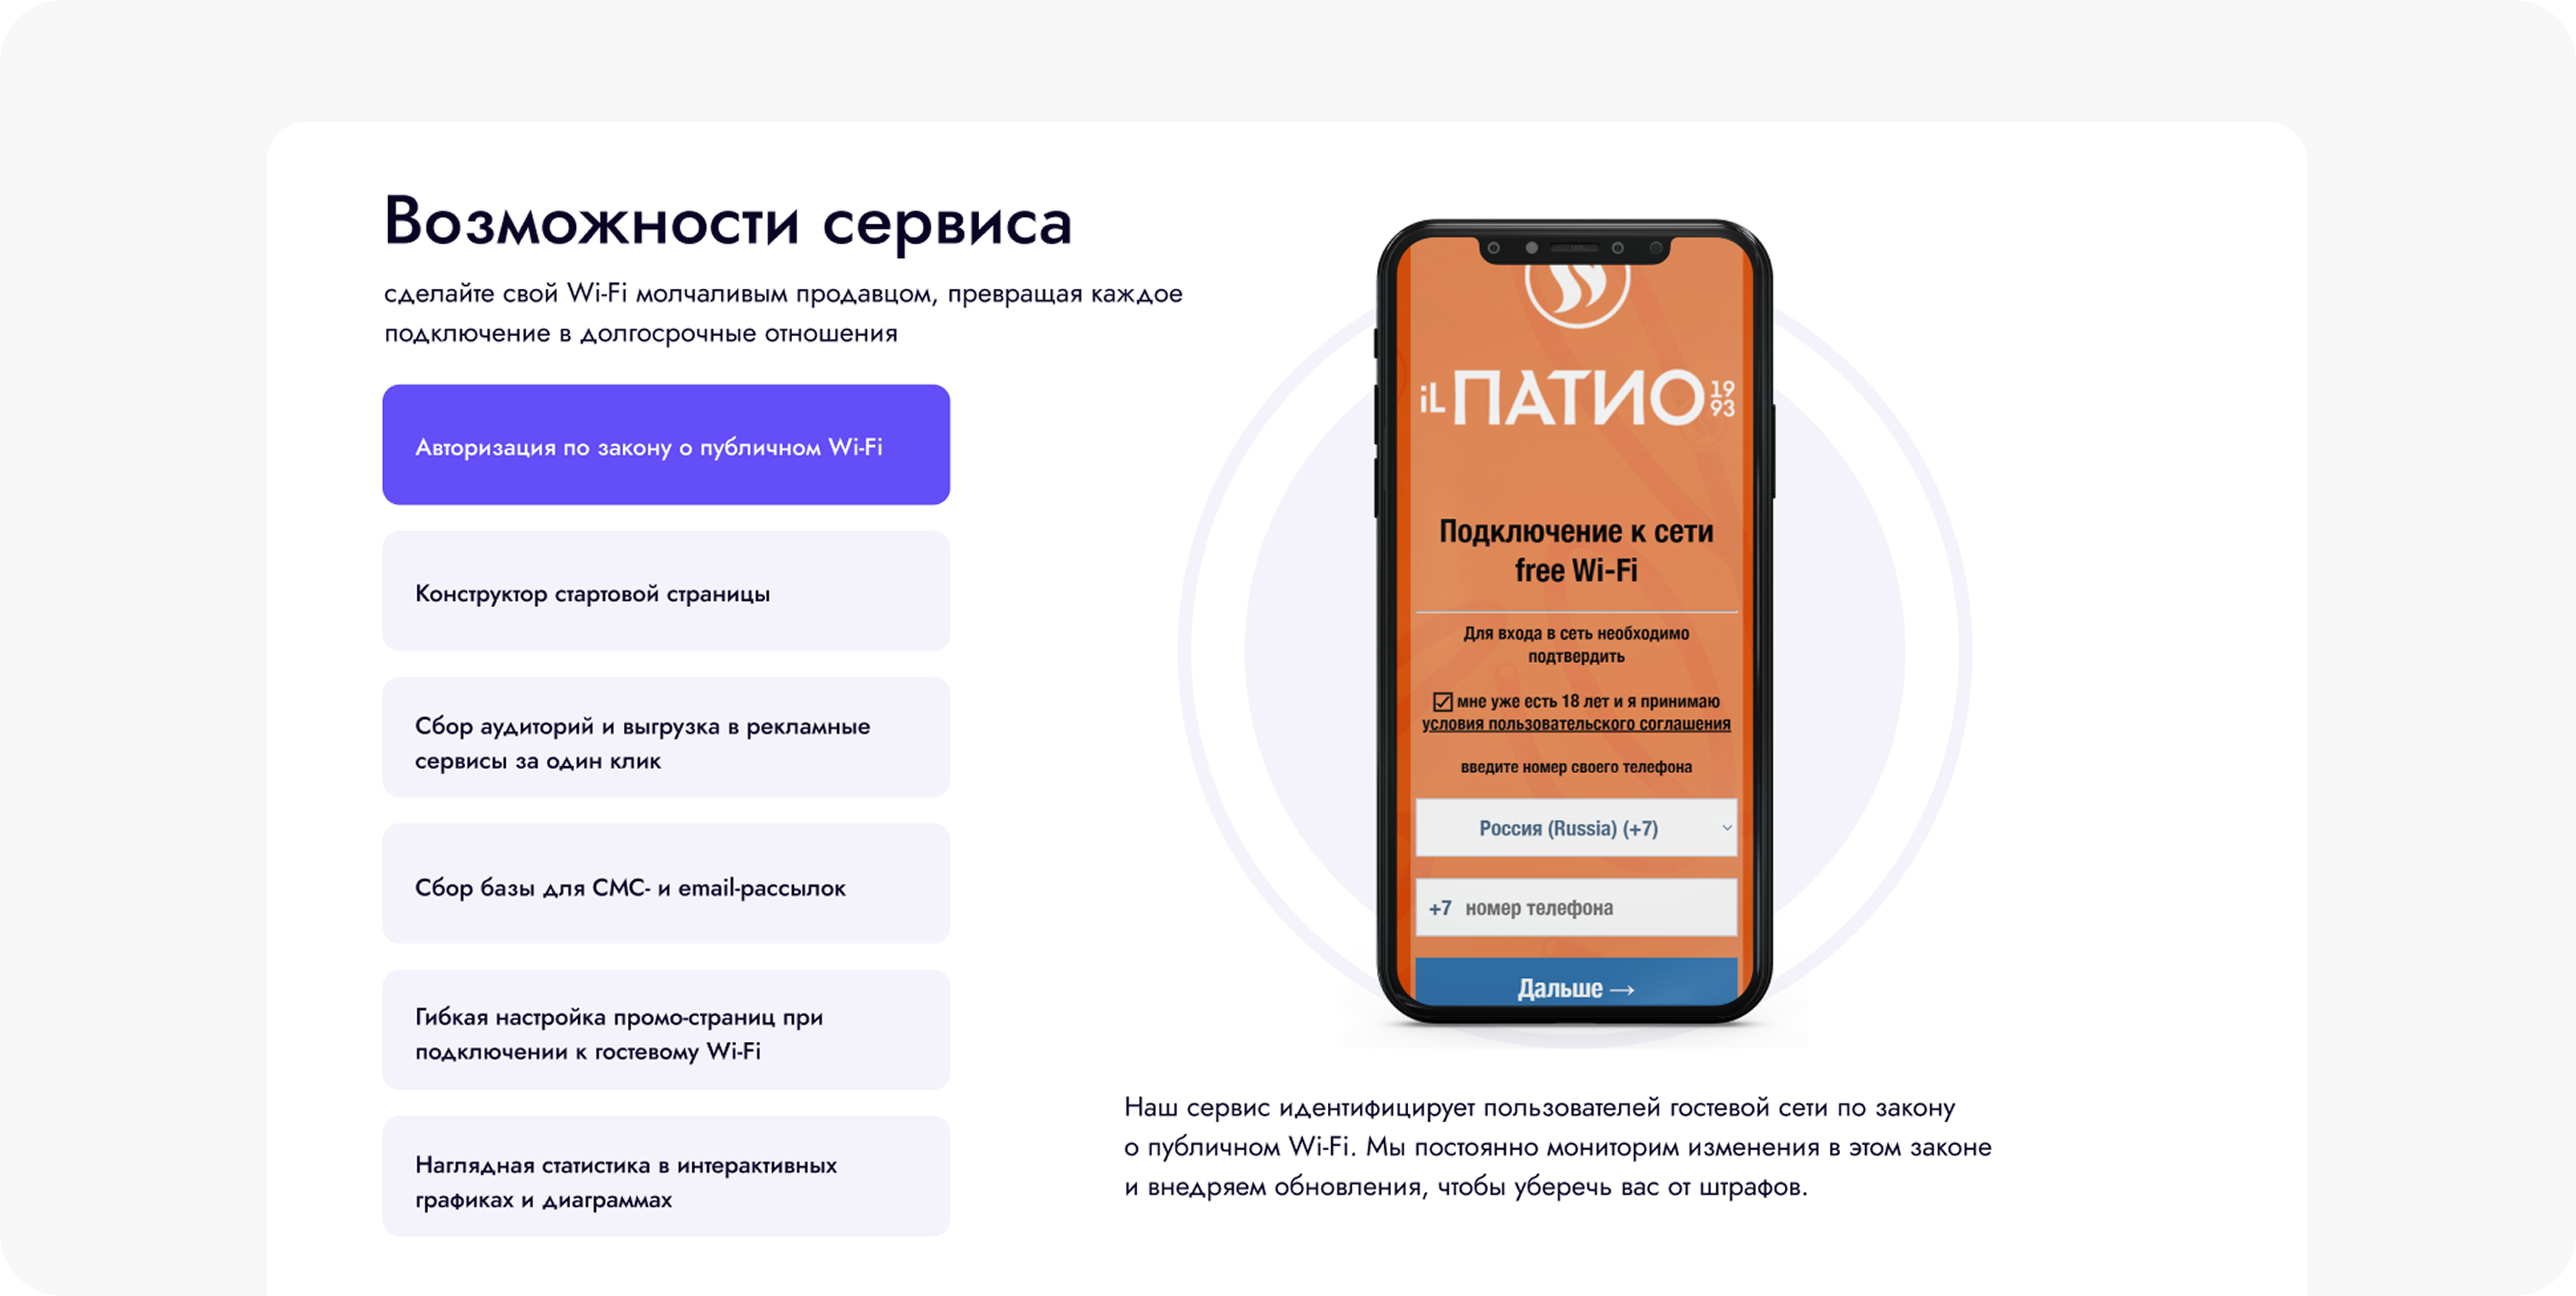 Возможности сервиса
сделайте свой Wi-Fi молчаливым продавцом, превращая каждое
подключение в долгосрочные отношения
Авторизация по закону о публичном Wi-Fi
Конструктор стартовой страницы
Сбор аудиторий и выгрузка в рекламные
сервисы за один клик
Сбор базы для СМС- и email-рассылок
Гибкая настройка промо-страниц при
подключении к гостевому Wi-Fi
Наглядная статистика в интерактивных
графиках и диаграммах
iL ПАТИО 19
93
Подключение к сети
free Wi-Fi
Для входа в сеть необходимо
подтвердить
мне уже есть 18 лет и я принимаю
условия пользовательского соглашения
введите номер своего телефона
Россия (Russia) (+7)
+7 номер телефона
Дальше →
Наш сервис идентифицирует пользователей гостевой сети по закону
о публичном Wi-Fi. Мы постоянно мониторим изменения в этом законе
и внедряем обновления, чтобы уберечь вас от штрафов.